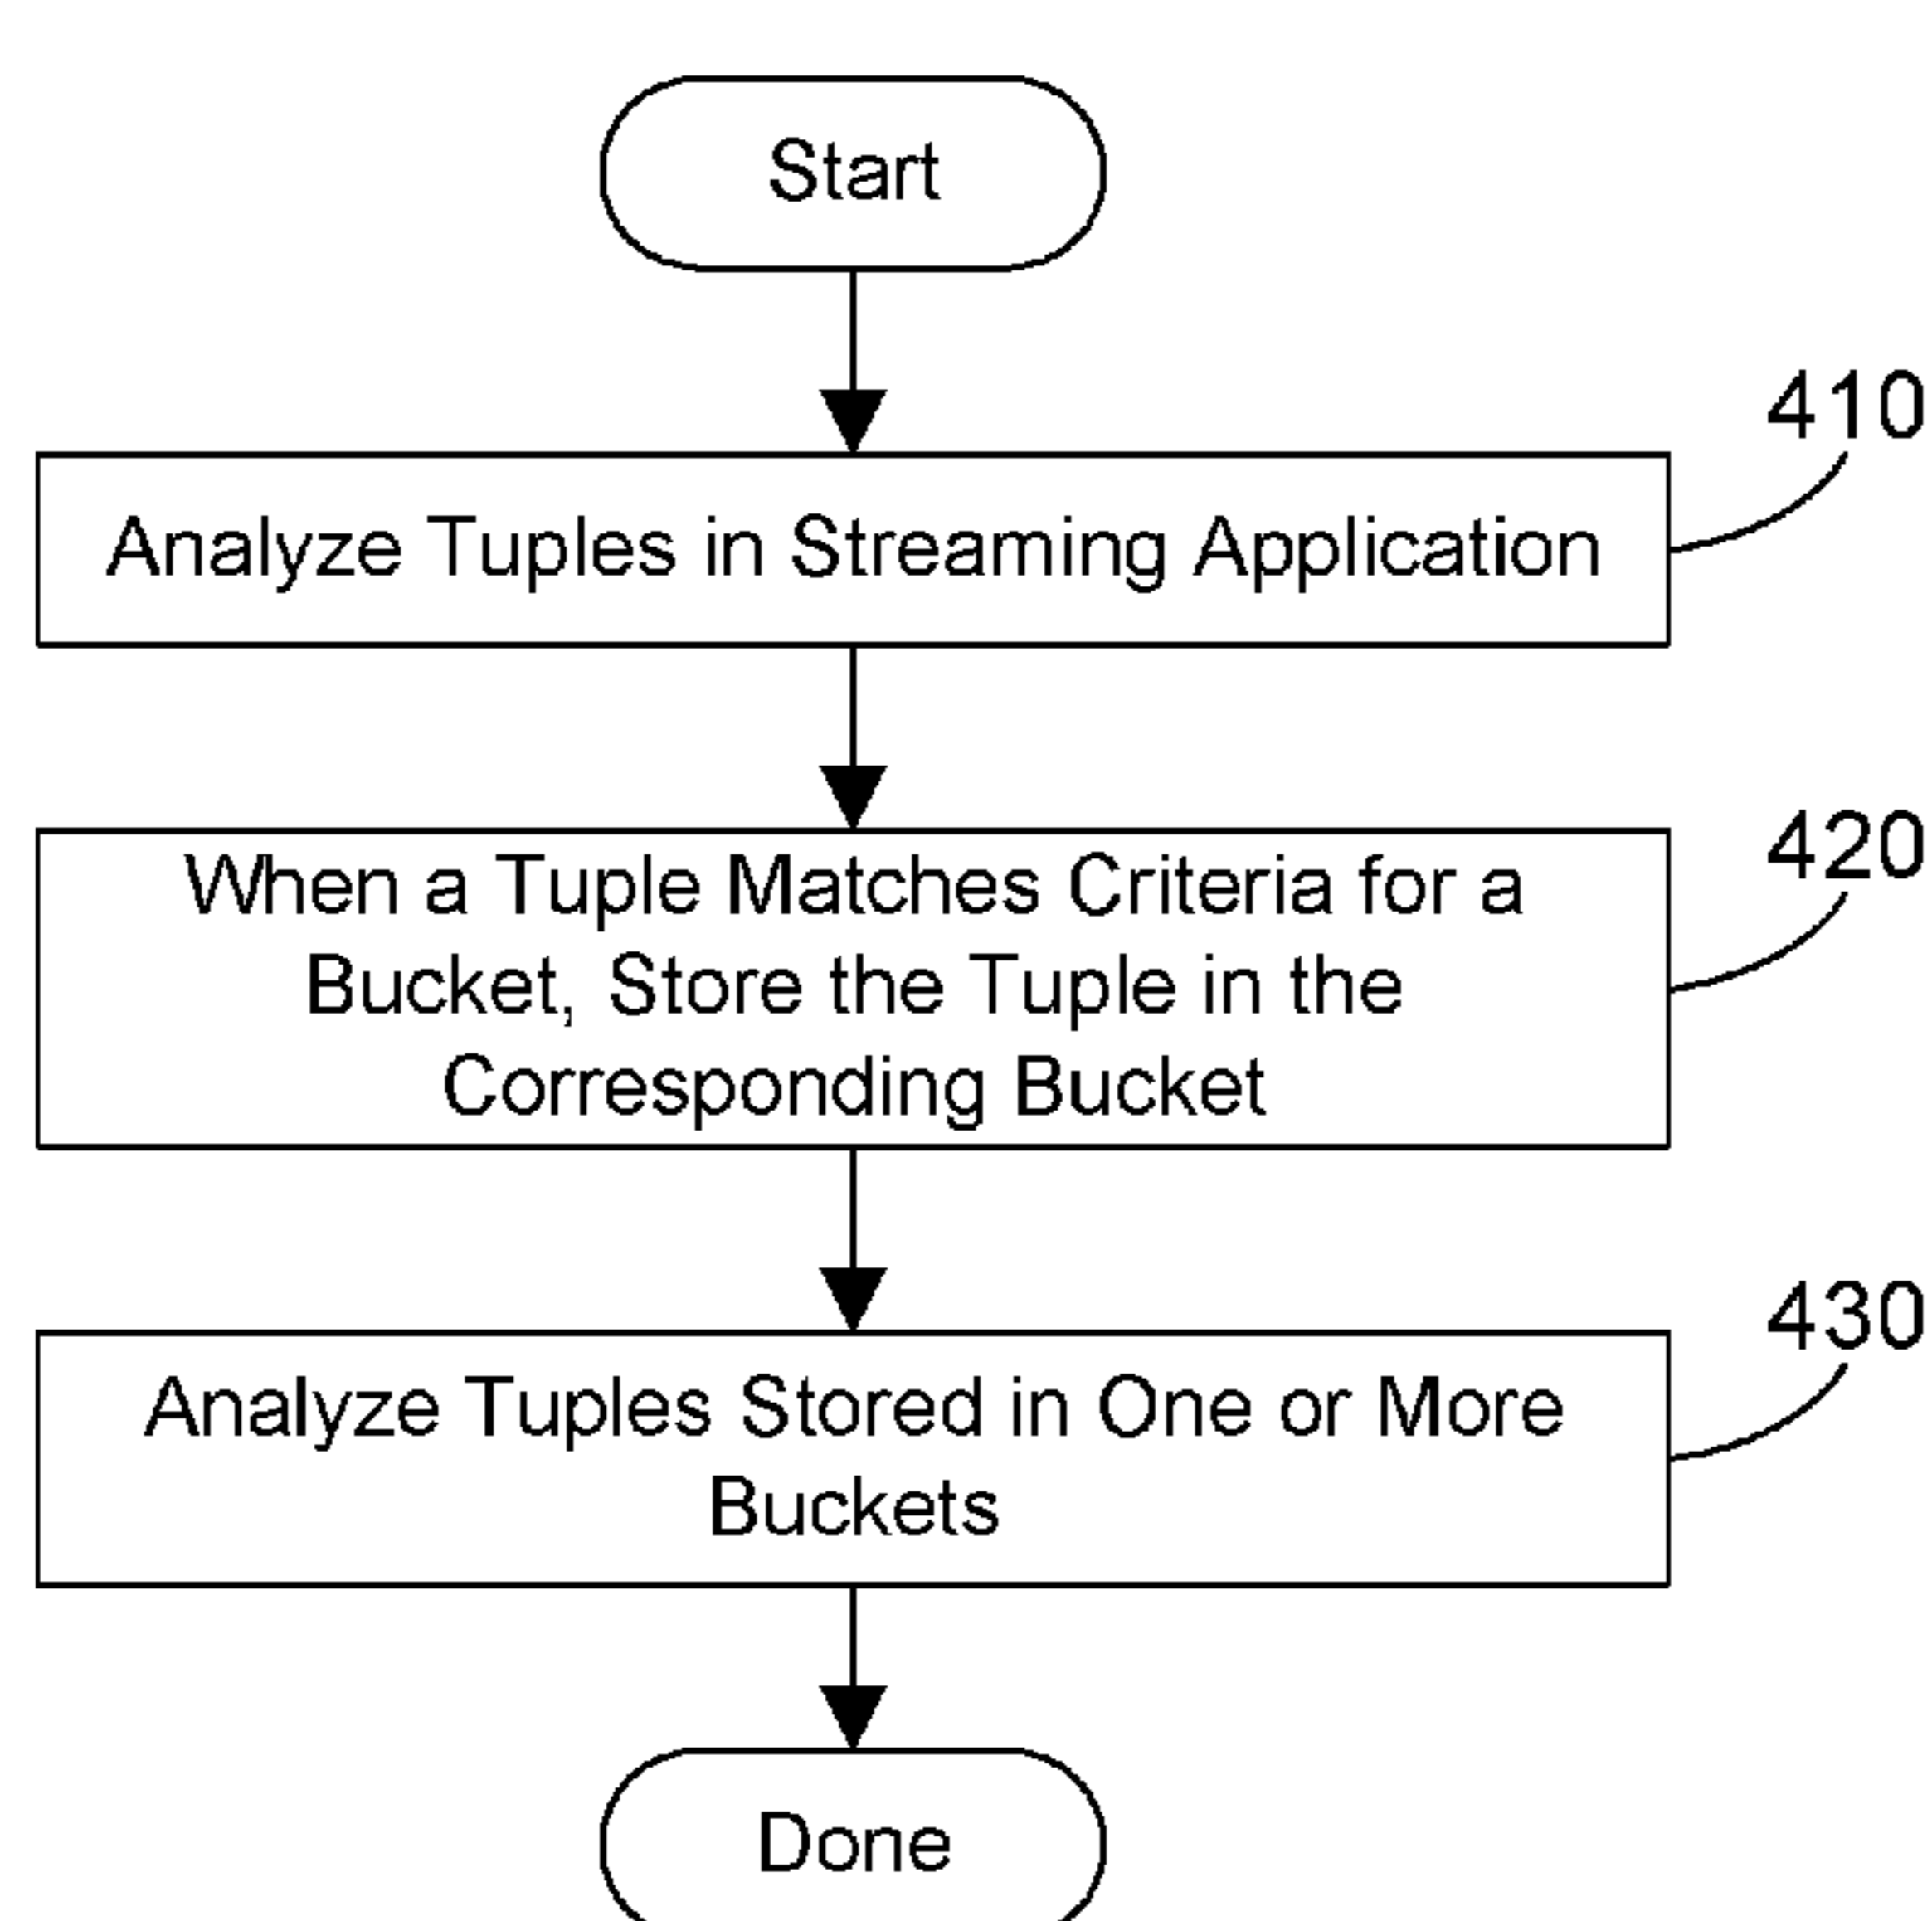 Start
410
Analyze Tuples in Streaming Application
420
When a Tuple Matches Criteria for a
Bucket, Store the Tuple in the
Corresponding Bucket
430
Analyze Tuples Stored in One or More
Buckets
Done